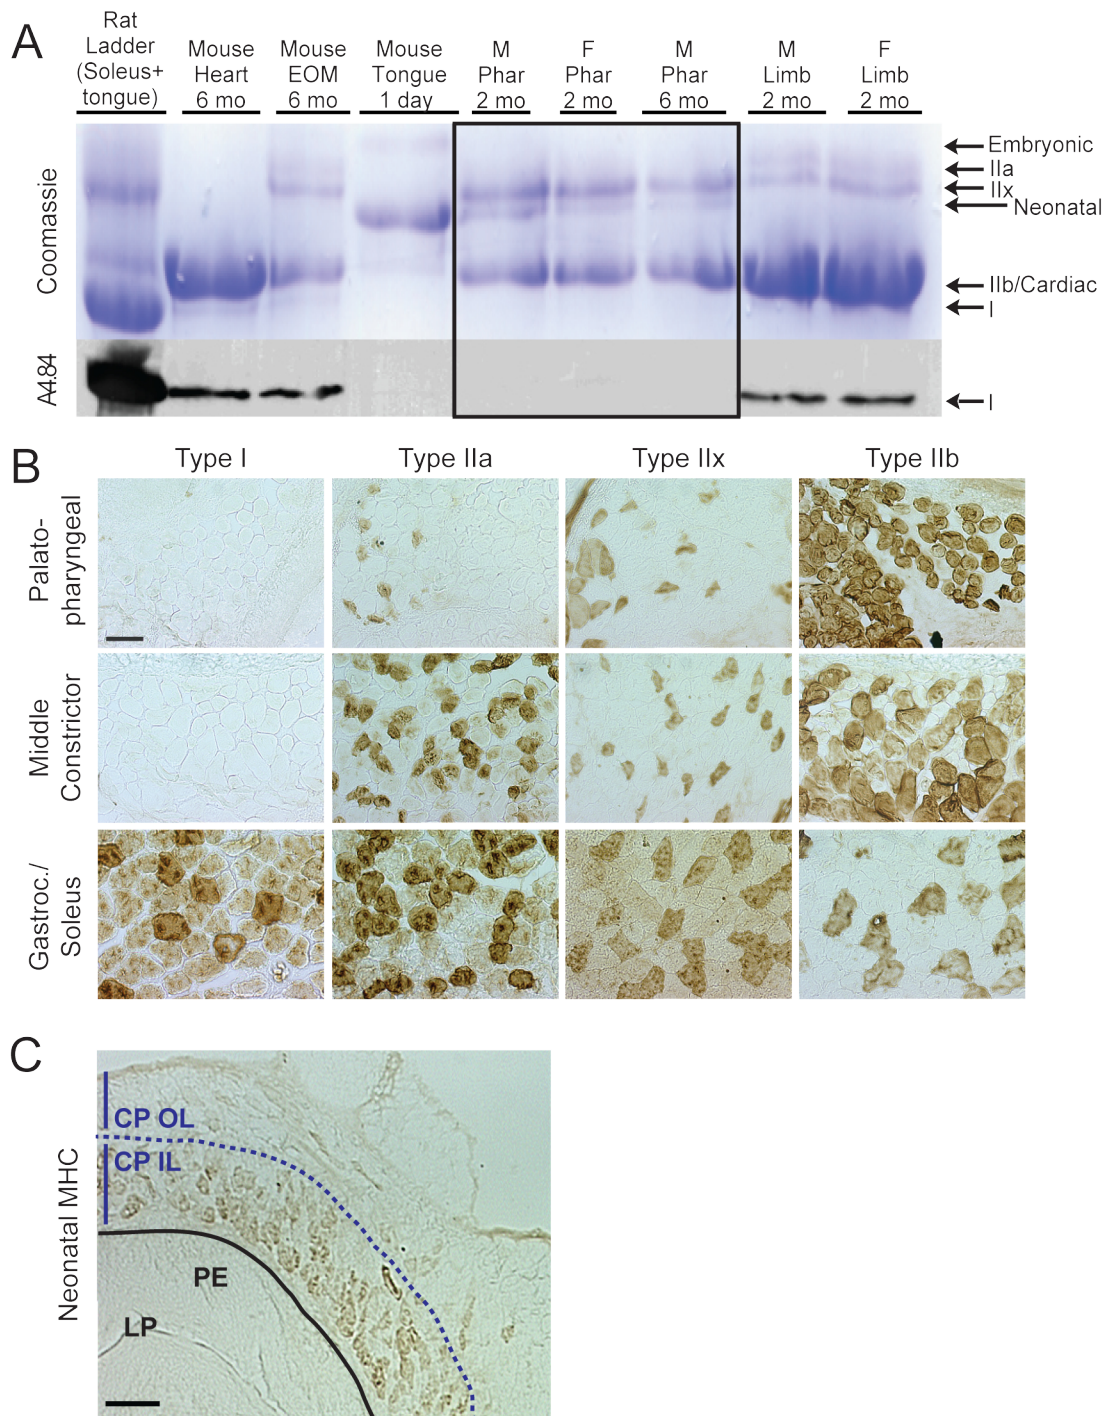 A
Rat
Ladder
(Soleus+
tongue)
Mouse
Heart
6 mo
Mouse
EOM
6 mo
Mouse
Tongue
1 day
M
Phar
2 mo
F
Phar
2 mo
M
Phar
6 mo
M
Limb
2 mo
F
Limb
2 mo
Coomassie
Embryonic
IIa
IIx
Neonatal
IIb/Cardiac
I
A4.84
I
B
Type I
Type IIa
Type IIx
Type IIb
Palato-
pharyngeal
Middle
Constrictor
Gastroc./
Soleus
C
Neonatal MHC
CP OL
CP IL
PE
LP